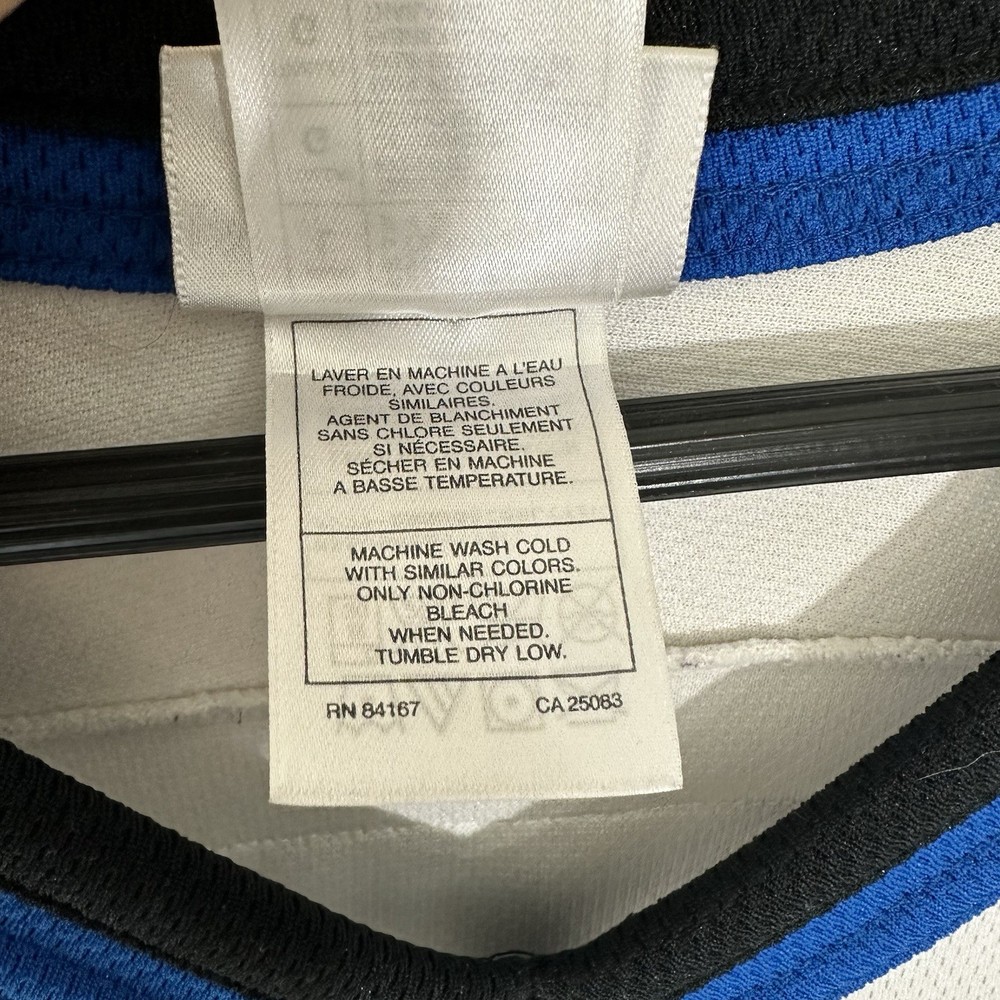 LAVER EN MACHINE A L'EAU
FROIDE, AVEC COULEURS
SIMILAIRES.
AGENT DE BLANCHIMENT
SANS CHLORE SEULEMENT
SI NÉCESSAIRE.
SÉCHER EN MACHINE
A BASSE TEMPERATURE.
MACHINE WASH COLD
WITH SIMILAR COLORS.
ONLY NON-CHLORINE
BLEACH
WHEN NEEDED.
TUMBLE DRY LOW.
RN 84167 CA 25083